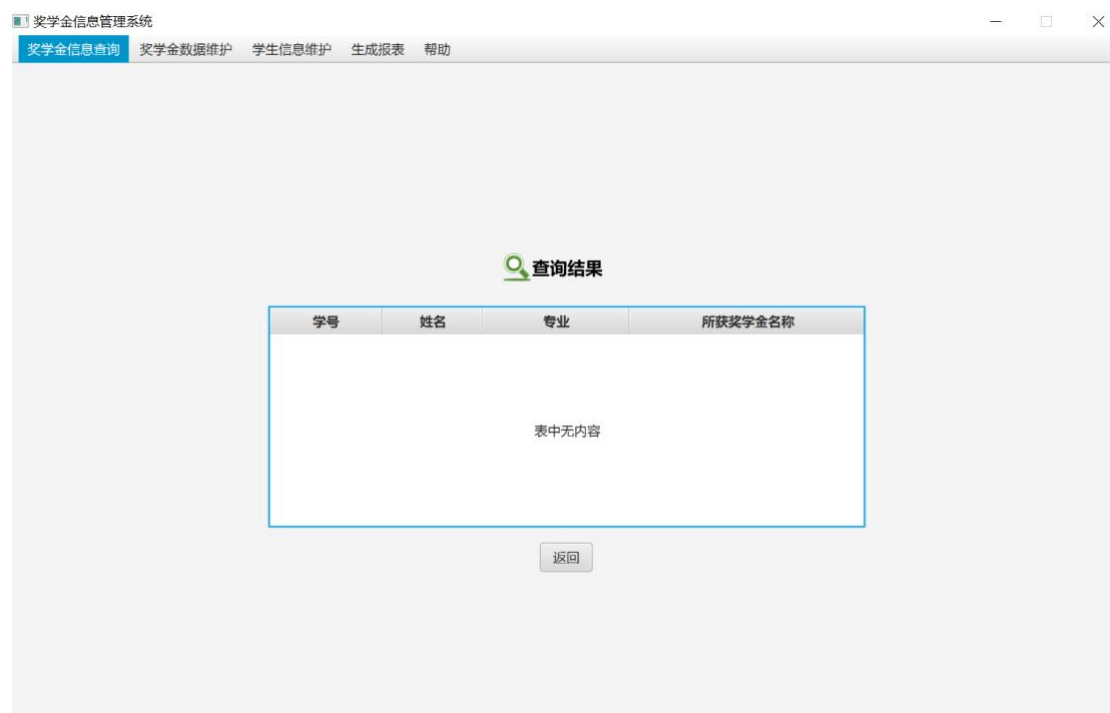 奖学金信息管理系统
奖学金信息查询 奖学金数据维护 学生信息维护 生成报表 帮助
查询结果
学号 姓名 专业 所获奖学金名称
表中无内容
返回